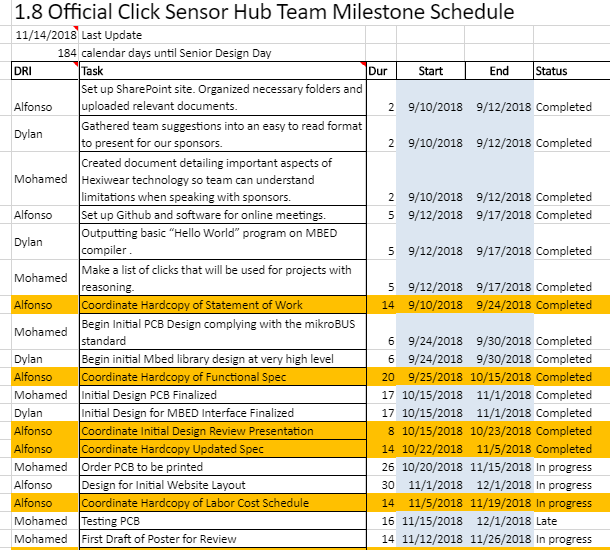 1.8 Official Click Sensor Hub Team Milestone Schedule
11/14/2018 Last Update
184 calendar days until Senior Design Day
DRI Task Dur Start End Status
Set up SharePoint site. Organized necessary folders and
Alfonso uploaded relevant documents. 2 9/10/2018 9/12/2018 Completed
Gathered team suggestions into an easy to read format
Dylan to present for our sponsors. 2 9/10/2018 9/12/2018 Completed
Created document detailing important aspects of
Mohamed Hexiwear technology so team can understand
limitations when speaking with sponsors. 2 9/10/2018 9/12/2018 Completed
Alfonso Set up Github and software for online meetings. 5 9/12/2018 9/17/2018 Completed
Outputting basic “Hello World” program on MBED
Dylan compiler . 5 9/12/2018 9/17/2018 Completed
Make a list of clicks that will be used for projects with
Mohamed reasoning. 5 9/12/2018 9/17/2018 Completed
Alfonso Coordinate Hardcopy of Statement of Work 14 9/10/2018 9/24/2018 Completed
Begin Initial PCB Design complying with the mikroBUS
Mohamed standard 6 9/24/2018 9/30/2018 Completed
Dylan Begin initial Mbed library design at very high level 6 9/24/2018 9/30/2018 Completed
Alfonso Coordinate Hardcopy of Functional Spec 20 9/25/2018 10/15/2018 Completed
Mohamed Initial Design PCB Finalized 17 10/15/2018 11/1/2018 Completed
Dylan Initial Design for MBED Interface Finalized 17 10/15/2018 11/1/2018 Completed
Alfonso Coordinate Initial Design Review Presentation 8 10/15/2018 10/23/2018 Completed
Alfonso Coordinate Hardcopy Updated Spec 14 10/22/2018 11/5/2018 Completed
Mohamed Order PCB to be printed 26 10/20/2018 11/15/2018 In progress
Alfonso Design for Initial Website Layout 30 11/1/2018 12/1/2018 In progress
Alfonso Coordinate Hardcopy of Labor Cost Schedule 14 11/5/2018 11/19/2018 In progress
Mohamed Testing PCB 16 11/15/2018 12/1/2018 Late
Mohamed First Draft of Poster for Review 14 11/12/2018 11/26/2018 In progress